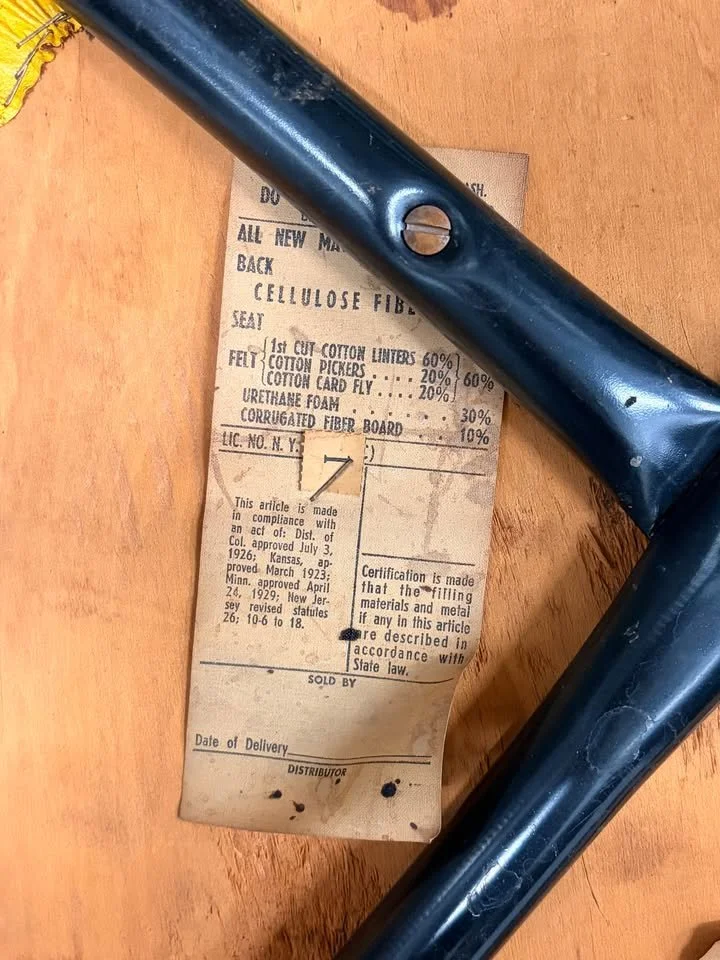 DO ASH.
ALL NEW
BACK
CELLULOSE
SEAT
FELT
1st CUT COTTON LINTERS 60%
COTTON PICKERS . . . . 20%
COTTON CARD FLY . . . . 20%
60%
URETHANE FOAM . . . . . . 30%
CORRUGATED FIBER BOARD . . 10%
LIC. NO. N. Y.
This article is made
in compliance with
an act of: Dist. of
Col. approved July 3,
1926; Kansas, ap-
proved March 1923;
Minn. approved April
24, 1929; New Jer-
sey revised statutes
26; 10-6 to 18.
Certification is made
that the filling
materials and metal
if any in this article
are described in
accordance with
State law.
SOLD BY
Date of Delivery
DISTRIBUTOR